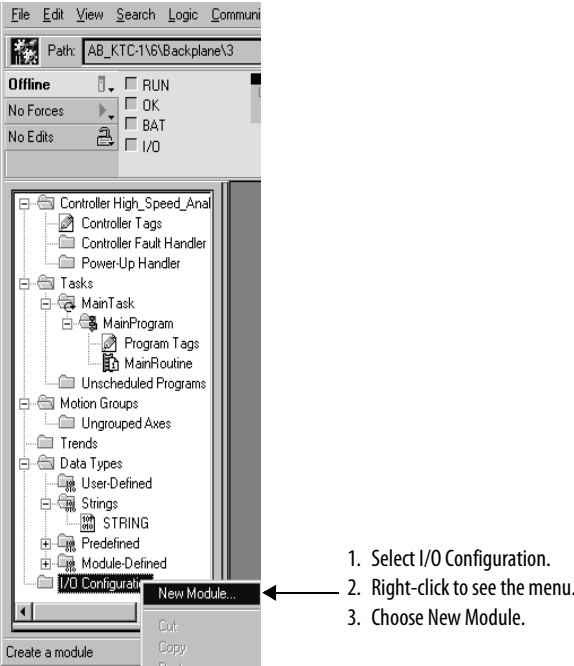 File Edit View Search Logic Communi
Path: AB_KTC-1\6\Backplane\3
Offline
RUN
No Forces
OK
No Edits
BAT
I/O
Controller High_Speed_Anal
Controller Tags
Controller Fault Handler
Power-Up Handler
Tasks
MainTask
MainProgram
Program Tags
MainRoutine
Unscheduled Programs
Motion Groups
Ungrouped Axes
Trends
Data Types
User-Defined
Strings
STRING
Predefined
Module-Defined
I/O Configuratio
New Module...
Cut
Copy
Create a module
1. Select I/O Configuration.
2. Right-click to see the menu.
3. Choose New Module.